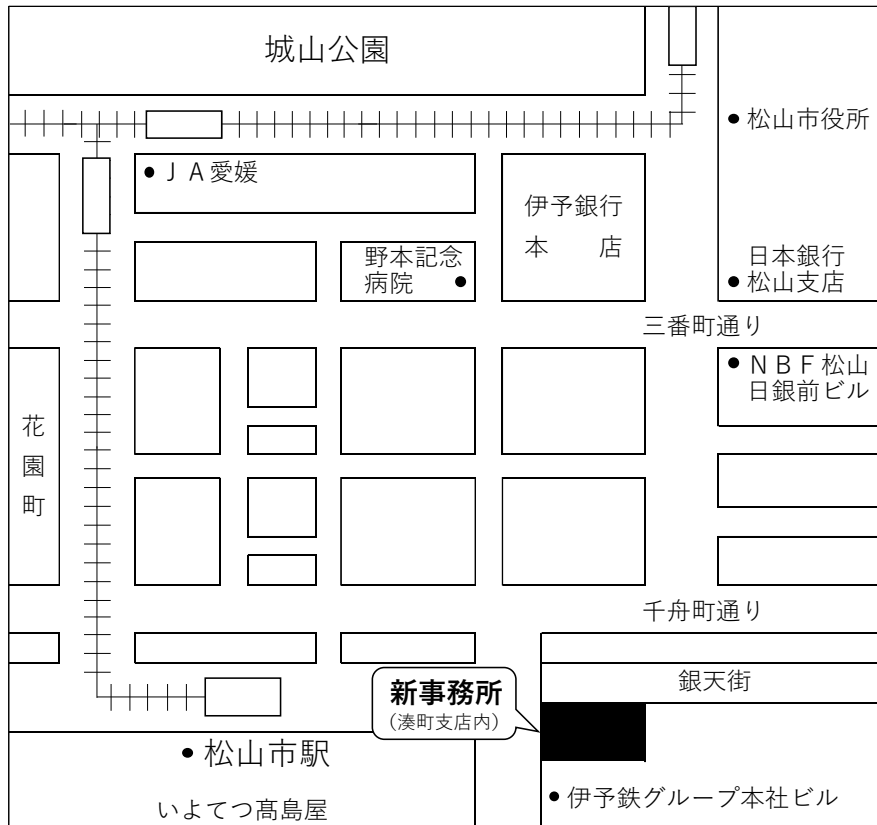 城山公園
松山市役所
ＪＡ愛媛
伊予銀行
本　店
野本記念
病院
日本銀行
松山支店
三番町通り
ＮＢＦ松山
日銀前ビル
花園町
千舟町通り
銀天街
新事務所
(湊町支店内)
松山市駅
いよてつ髙島屋
伊予鉄グループ本社ビル